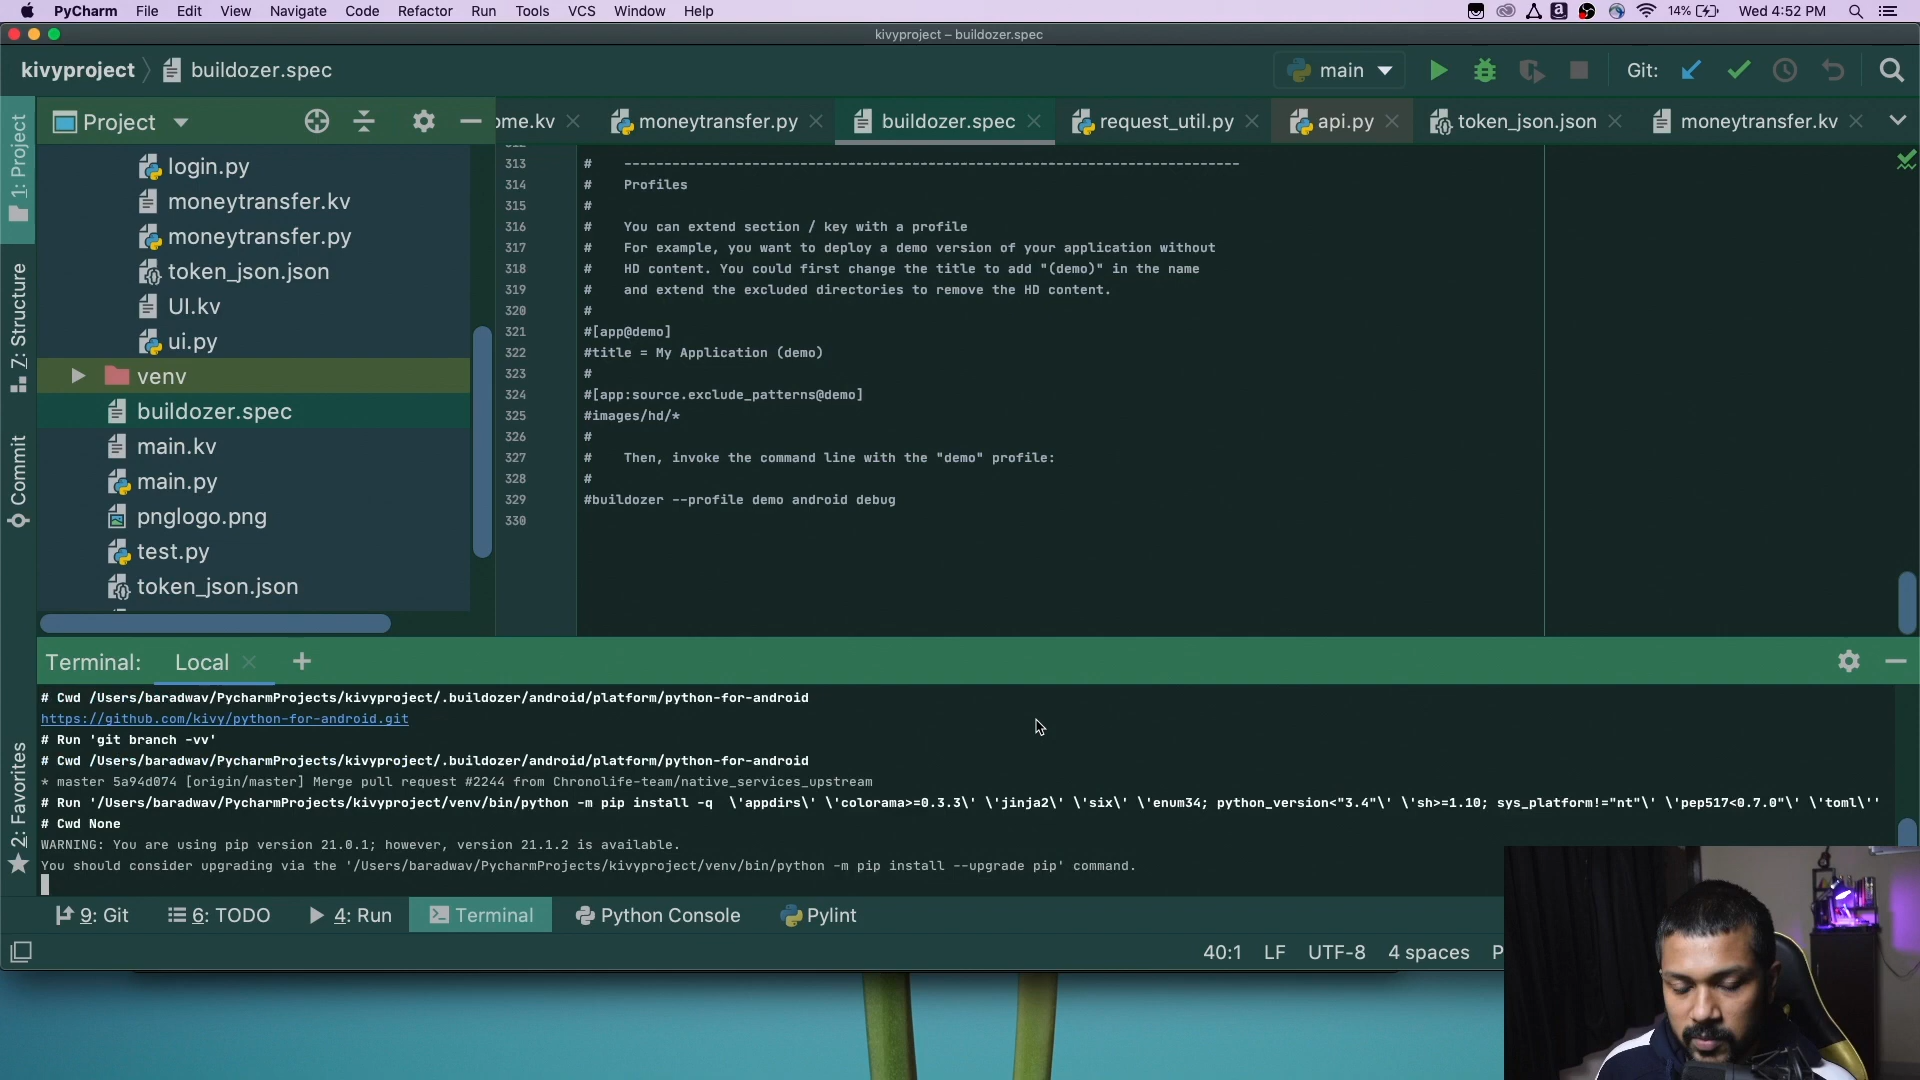 PyCharm File Edit View Navigate Code Refactor Run Tools VCS Window Help
14% Wed 4:52 PM
kivyproject – buildozer.spec
kivyproject buildozer.spec
main
Git:
Project
ome.kv moneytransfer.py buildozer.spec request_util.py api.py token_json.json moneytransfer.kv
1: Project
Z: Structure
Commit
2: Favorites
login.py
moneytransfer.kv
moneytransfer.py
token_json.json
UI.kv
ui.py
venv
buildozer.spec
main.kv
main.py
pnglogo.png
test.py
token_json.json
313 # -----------------------------------------------------------------------------
314 # Profiles
315 #
316 # You can extend section / key with a profile
317 # For example, you want to deploy a demo version of your application without
318 # HD content. You could first change the title to add "(demo)" in the name
319 # and extend the excluded directories to remove the HD content.
320 #
321 #[app@demo]
322 #title = My Application (demo)
323 #
324 #[app:source.exclude_patterns@demo]
325 #images/hd/*
326 #
327 # Then, invoke the command line with the "demo" profile:
328 #
329 #buildozer --profile demo android debug
330
Terminal: Local +
# Cwd /Users/baradwav/PycharmProjects/kivyproject/.buildozer/android/platform/python-for-android
https://github.com/kivy/python-for-android.git
# Run 'git branch -vv'
# Cwd /Users/baradwav/PycharmProjects/kivyproject/.buildozer/android/platform/python-for-android
* master 5a94d074 [origin/master] Merge pull request #2244 from Chronolife-team/native_services_upstream
# Run '/Users/baradwav/PycharmProjects/kivyproject/venv/bin/python -m pip install -q  \'appdirs\' \'colorama>=0.3.3\' \'jinja2\' \'six\' \'enum34; python_version<"3.4"\' \'sh>=1.10; sys_platform!="nt"\' \'pep517<0.7.0"\' \'toml\''
# Cwd None
WARNING: You are using pip version 21.0.1; however, version 21.1.2 is available.
You should consider upgrading via the '/Users/baradwav/PycharmProjects/kivyproject/venv/bin/python -m pip install --upgrade pip' command.
9: Git 6: TODO 4: Run Terminal Python Console Pylint
40:1 LF UTF-8 4 spaces P